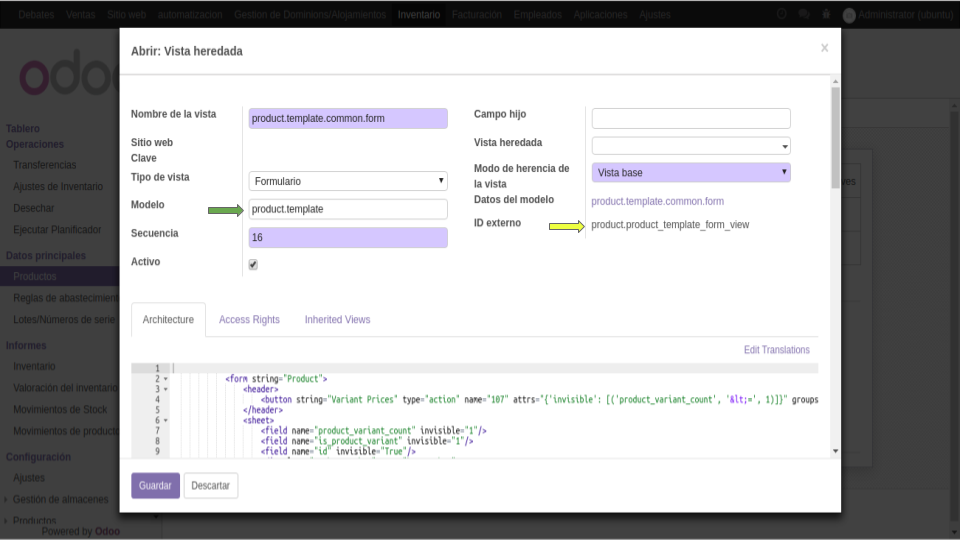 Debates Ventas Sitio web automatizacion Gestion de Dominions/Alojamientos Inventario Facturación Empleados Aplicaciones Ajustes Administrator (ubuntu)
Abrir: Vista heredada x
odoo
Nombre de la vista product.template.common.form Campo hijo
Sitio web Vista heredada
Clave
Tipo de vista Formulario Modo de herencia de la vista Vista base
Modelo product.template Datos del modelo product.template.common.form
Secuencia 16 ID externo product.product_template_form_view
Activo
Tablero
Operaciones
Transferencias
Ajustes de Inventario
Desechar
Ejecutar Planificador
Datos principales
Productos
Reglas de abastecimient
Lotes/Números de serie
Informes
Inventario
Valoración del inventario
Movimientos de Stock
Movimientos de producto
Configuración
Ajustes
Gestión de almacenes
Productos
Powered by Odoo
ves
Architecture Access Rights Inherited Views
Edit Translations
1
2 <form string="Product">
3 <header>
4 <button string="Variant Prices" type="action" name="107" attrs="{'invisible': [('product_variant_count', '&lt;=', 1)]}" groups
5 </header>
6 <sheet>
7 <field name="product_variant_count" invisible="1"/>
8 <field name="is_product_variant" invisible="1"/>
9 <field name="id" invisible="True"/>
Guardar Descartar